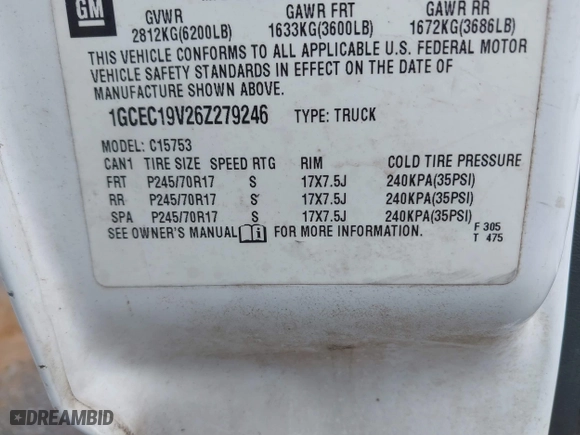 GM
GVWR GAWR FRT GAWR RR
2812KG(6200LB) 1633KG(3600LB) 1672KG(3686LB)
THIS VEHICLE CONFORMS TO ALL APPLICABLE U.S. FEDERAL MOTOR
VEHICLE SAFETY STANDARDS IN EFFECT ON THE DATE OF
MANUFACTURE SHOWN ABOVE.
1GCEC19V26Z279246 TYPE: TRUCK
MODEL: C15753
CAN1 TIRE SIZE SPEED RTG RIM COLD TIRE PRESSURE
FRT P245/70R17 S 17X7.5J 240KPA(35PSI)
RR P245/70R17 S 17X7.5J 240KPA(35PSI)
SPA P245/70R17 S 17X7.5J 240KPA(35PSI)
SEE OWNER'S MANUAL FOR MORE INFORMATION.
F 305
T 475
DREAMBID